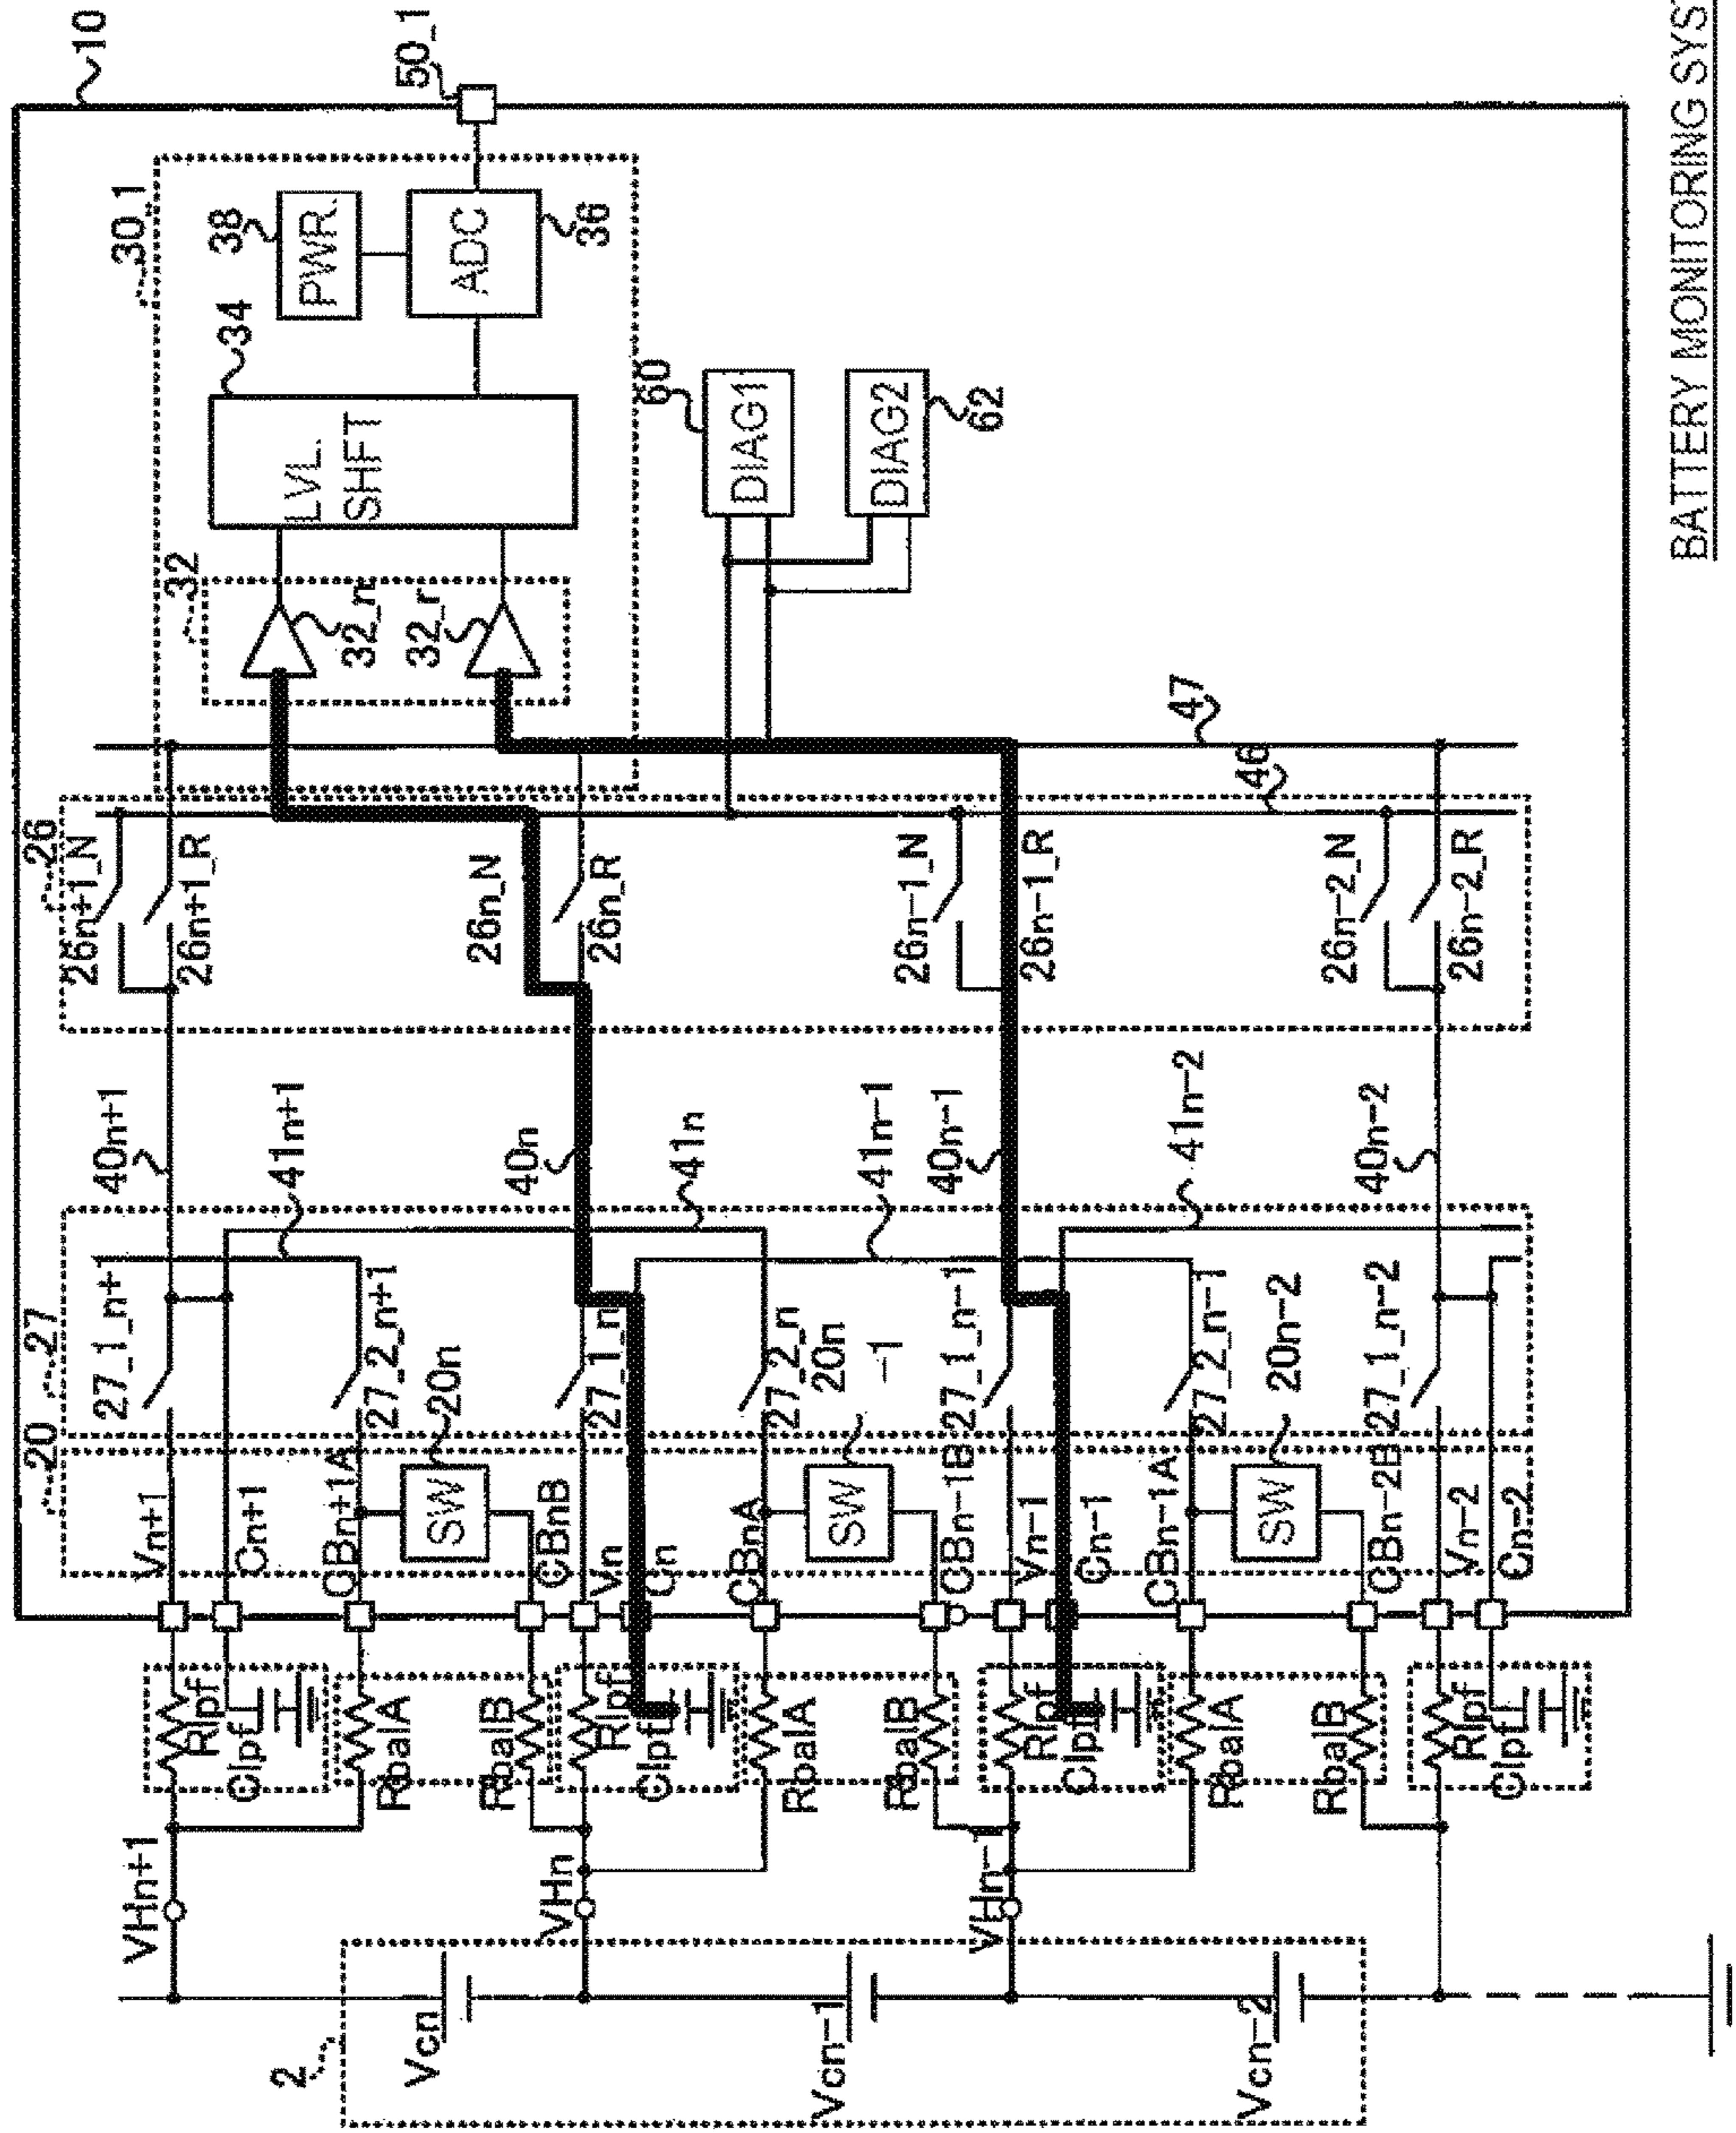 10
50_1
30_1
38
PWR.
ADC
36
34
LVL.
SHFT
32
32_n
32_r
60
DIAG1
DIAG2
62
47
46
26
26n+1_N
26n+1_R
26n_N
26n_R
26n-1_N
26n-1_R
26n-2_N
26n-2_R
40n+1
41n+1
40n
41n
41n-1
40n-1
41n-2
40n-2
27
27_1_n+1
27_2_n+1
20n
27_1_n
27_2_n
20n
-1
27_1_n-1
27_2_n-1
20n-2
27_1_n-2
20
Vn+1
Cn+1
CBn+1A
SW
CBnB
Vn
Cn
CBnA
SW
CBn-1B
Vn-1
Cn-1
CBn-1A
SW
CBn-2B
Vn-2
Cn-2
Rlpf
Clpf
RbalA
RbalB
Rlpf
Clpf
RbalA
RbalB
Rlpf
Clpf
RbalA
RbalB
Rlpf
Clpf
VHn+1
VHn
VHn-1
2
Vcn
Vcn-1
Vcn-2
BATTERY MONITORING SYST